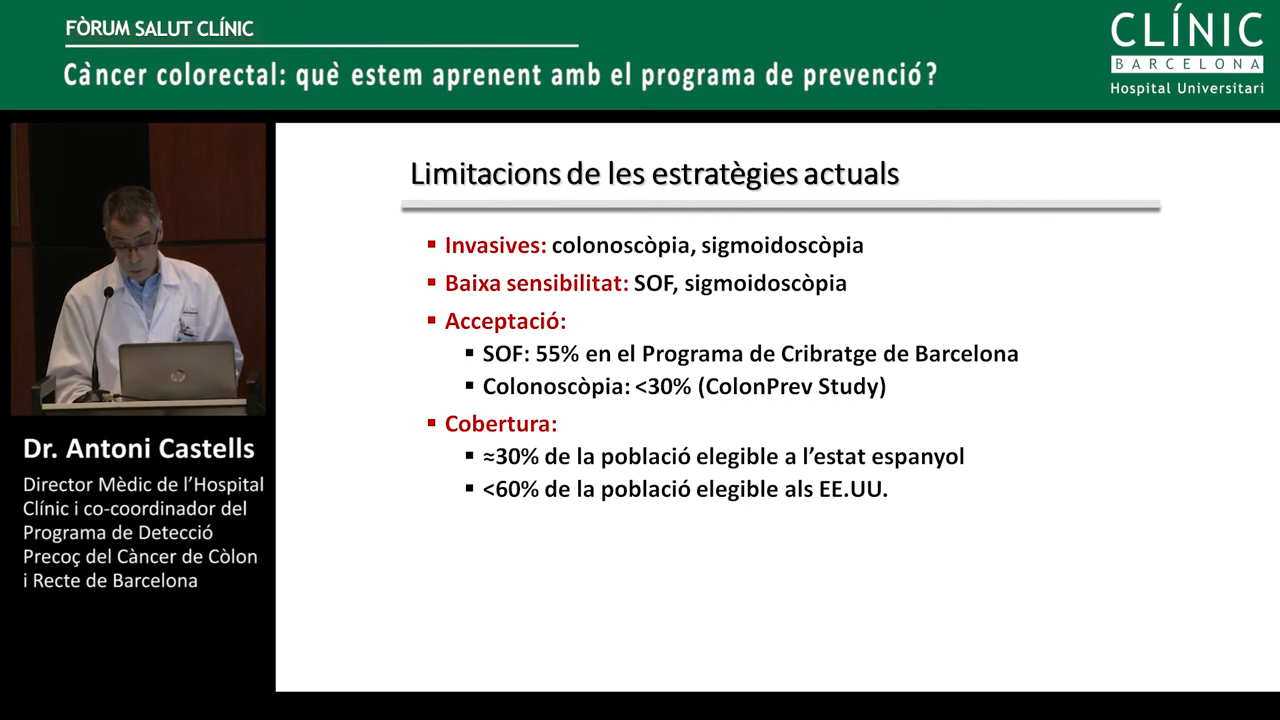 FÒRUM SALUT CLÍNIC
Càncer colorectal: què estem aprenent amb el programa de prevenció?
CLÍNIC
BARCELONA
Hospital Universitari
Limitacions de les estratègies actuals
▪ Invasives: colonoscòpia, sigmoidoscòpia
▪ Baixa sensibilitat: SOF, sigmoidoscòpia
▪ Acceptació:
▪ SOF: 55% en el Programa de Cribratge de Barcelona
▪ Colonoscòpia: <30% (ColonPrev Study)
▪ Cobertura:
▪ ≈30% de la població elegible a l’estat espanyol
▪ <60% de la població elegible als EE.UU.
CLÍNIC
hp
Dr. Antoni Castells
Director Mèdic de l’Hospital
Clínic i co-coordinador del
Programa de Detecció
Precoç del Càncer de Còlon
i Recte de Barcelona